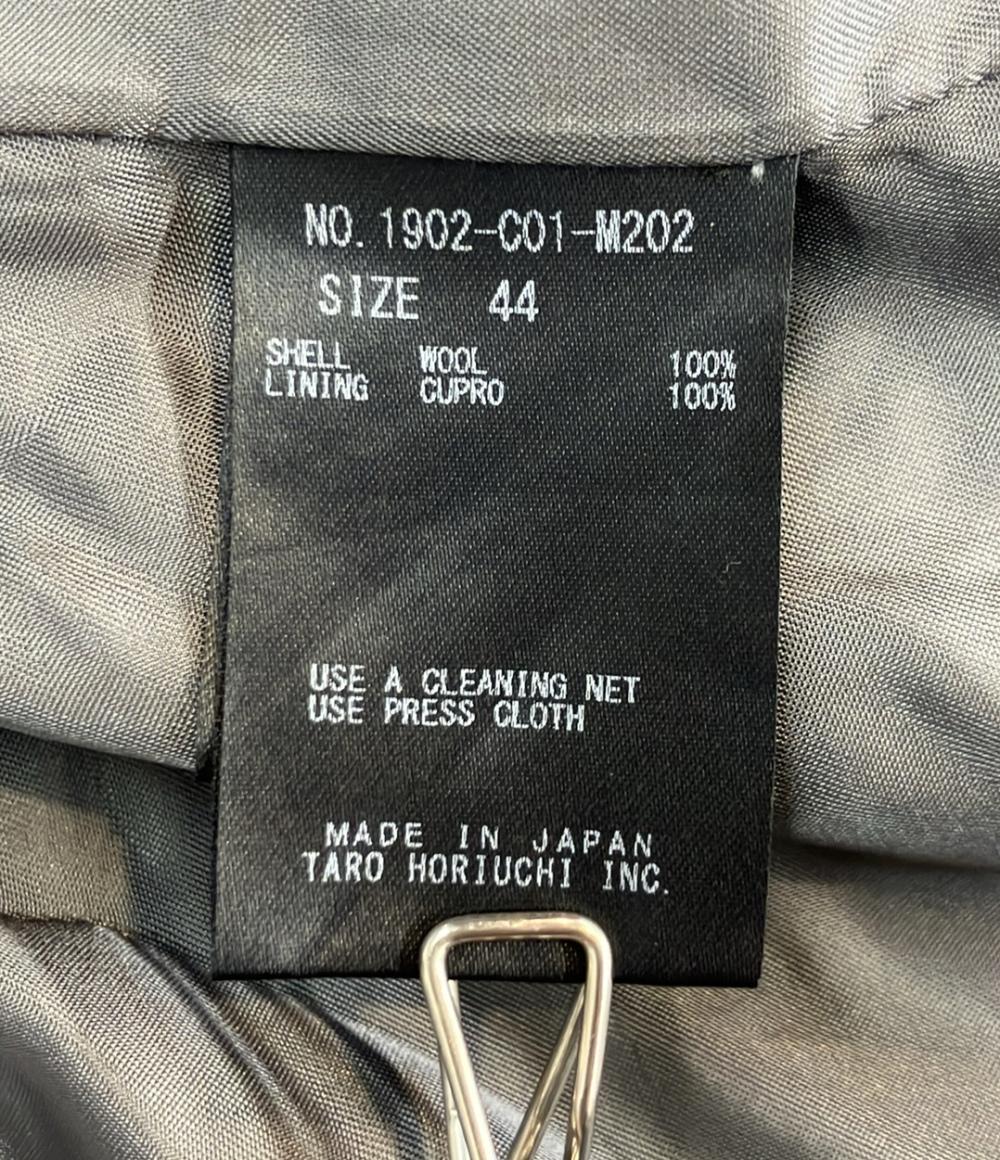 NO.1902-C01-M202
SIZE 44
SHELL WOOL 100%
LINING CUPRO 100%
USE A CLEANING NET
USE PRESS CLOTH
MADE IN JAPAN
TARO HORIUCHI INC.